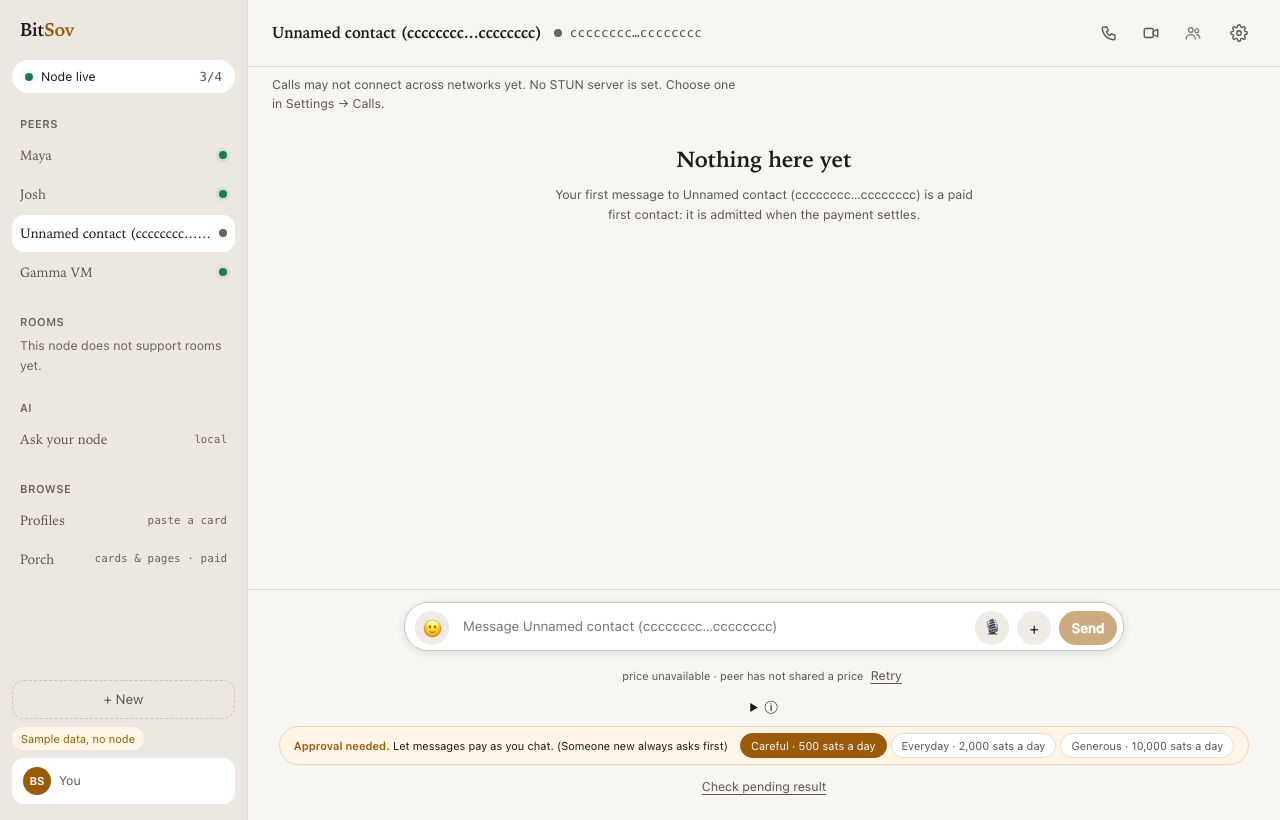 BitSov
Node live 3/4
PEERS
Maya
Josh
Unnamed contact (cccccccc...…
Gamma VM
ROOMS
This node does not support rooms
yet.
AI
Ask your node local
BROWSE
Profiles paste a card
Porch cards & pages · paid
+ New
Sample data, no node
BS You
Unnamed contact (cccccccc...cccccccc) cccccccc…cccccccc
Calls may not connect across networks yet. No STUN server is set. Choose one
in Settings → Calls.
Nothing here yet
Your first message to Unnamed contact (cccccccc...cccccccc) is a paid
first contact: it is admitted when the payment settles.
Message Unnamed contact (cccccccc...cccccccc) + Send
price unavailable · peer has not shared a price Retry
▶ ⓘ
Approval needed. Let messages pay as you chat. (Someone new always asks first) Careful · 500 sats a day Everyday · 2,000 sats a day Generous · 10,000 sats a day
Check pending result